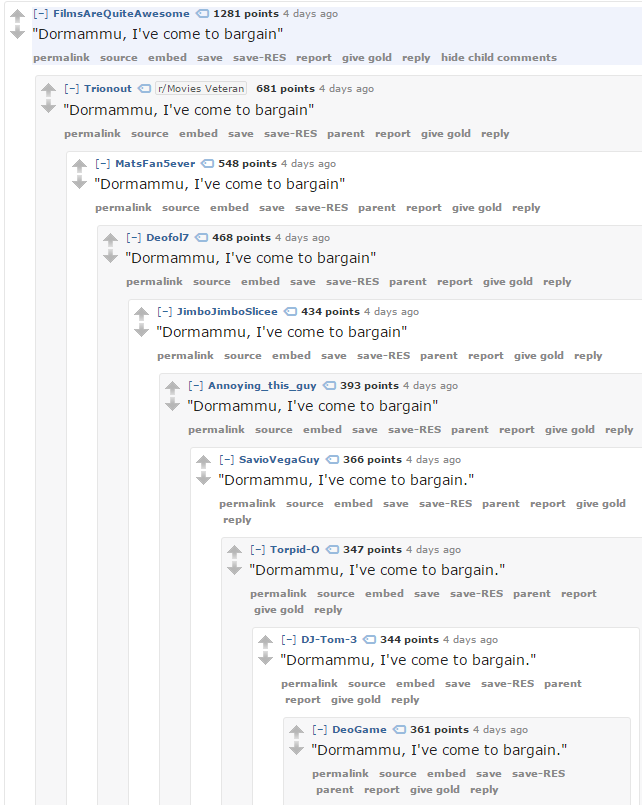 [−] FilmsAreQuiteAwesome 1281 points 4 days ago
"Dormammu, I've come to bargain"
permalink source embed save save-RES report give gold reply hide child comments
[−] Trionout r/Movies Veteran 681 points 4 days ago
"Dormammu, I've come to bargain"
permalink source embed save save-RES parent report give gold reply
[−] MatsFan5ever 548 points 4 days ago
"Dormammu, I've come to bargain"
permalink source embed save save-RES parent report give gold reply
[−] Deofol7 468 points 4 days ago
"Dormammu, I've come to bargain"
permalink source embed save save-RES parent report give gold reply
[−] JimboJimboSlicee 434 points 4 days ago
"Dormammu, I've come to bargain"
permalink source embed save save-RES parent report give gold reply
[−] Annoying_this_guy 393 points 4 days ago
"Dormammu, I've come to bargain"
permalink source embed save save-RES parent report give gold reply
[−] SavioVegaGuy 366 points 4 days ago
"Dormammu, I've come to bargain."
permalink source embed save save-RES parent report give gold
reply
[−] Torpid-O 347 points 4 days ago
"Dormammu, I've come to bargain."
permalink source embed save save-RES parent report
give gold reply
[−] DJ-Tom-3 344 points 4 days ago
"Dormammu, I've come to bargain."
permalink source embed save save-RES parent
report give gold reply
[−] DeoGame 361 points 4 days ago
"Dormammu, I've come to bargain."
permalink source embed save save-RES
parent report give gold reply